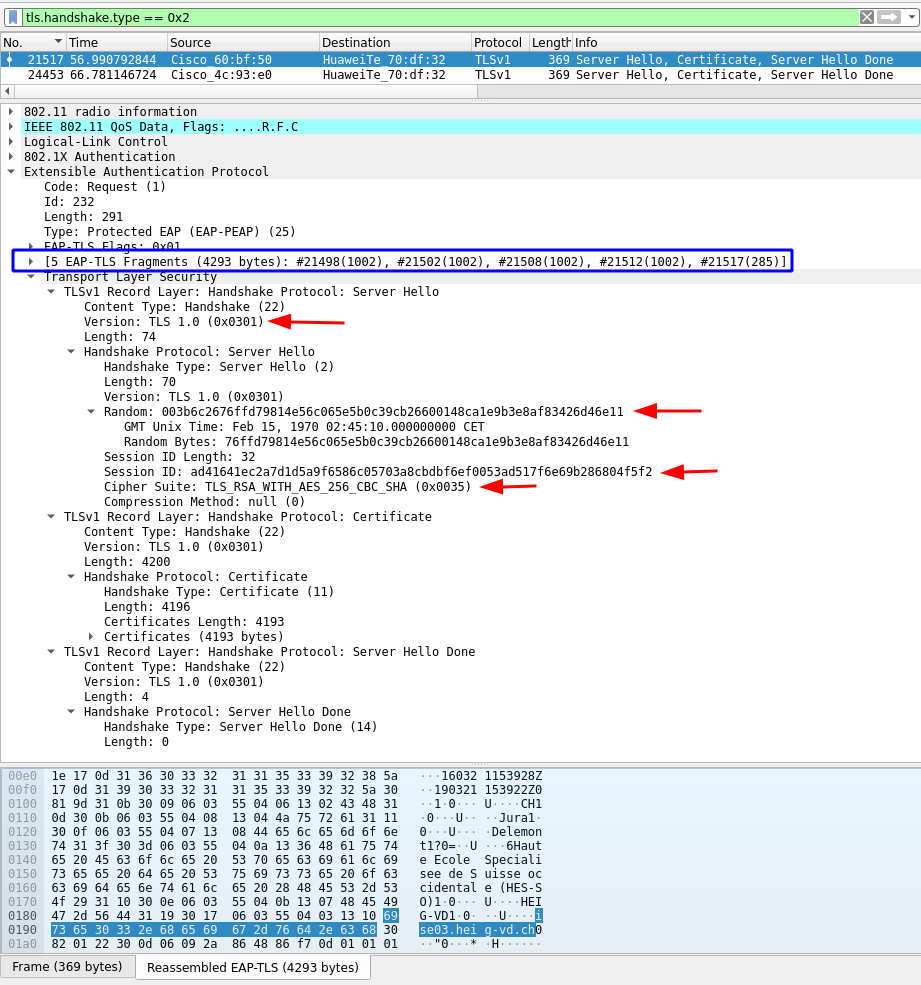 tls.handshake.type == 0x2
No. Time Source Destination Protocol Length Info
21517 56.990792844 Cisco_60:bf:50 HuaweiTe_70:df:32 TLSv1 369 Server Hello, Certificate, Server Hello Done
24453 66.781146724 Cisco_4c:93:e0 HuaweiTe_70:df:32 TLSv1 369 Server Hello, Certificate, Server Hello Done
802.11 radio information
IEEE 802.11 QoS Data, Flags: ....R.F.C
Logical-Link Control
802.1X Authentication
Extensible Authentication Protocol
Code: Request (1)
Id: 232
Length: 291
Type: Protected EAP (EAP-PEAP) (25)
EAP-TLS Flags: 0x01
[5 EAP-TLS Fragments (4293 bytes): #21498(1002), #21502(1002), #21508(1002), #21512(1002), #21517(285)]
Transport Layer Security
TLSv1 Record Layer: Handshake Protocol: Server Hello
Content Type: Handshake (22)
Version: TLS 1.0 (0x0301)
Length: 74
Handshake Protocol: Server Hello
Handshake Type: Server Hello (2)
Length: 70
Version: TLS 1.0 (0x0301)
Random: 003b6c2676ffd79814e56c065e5b0c39cb26600148ca1e9b3e8af83426d46e11
GMT Unix Time: Feb 15, 1970 02:45:10.000000000 CET
Random Bytes: 76ffd79814e56c065e5b0c39cb26600148ca1e9b3e8af83426d46e11
Session ID Length: 32
Session ID: ad41641ec2a7d1d5a9f6586c05703a8cbdbf6ef0053ad517f6e69b286804f5f2
Cipher Suite: TLS_RSA_WITH_AES_256_CBC_SHA (0x0035)
Compression Method: null (0)
TLSv1 Record Layer: Handshake Protocol: Certificate
Content Type: Handshake (22)
Version: TLS 1.0 (0x0301)
Length: 4200
Handshake Protocol: Certificate
Handshake Type: Certificate (11)
Length: 4196
Certificates Length: 4193
Certificates (4193 bytes)
TLSv1 Record Layer: Handshake Protocol: Server Hello Done
Content Type: Handshake (22)
Version: TLS 1.0 (0x0301)
Length: 4
Handshake Protocol: Server Hello Done
Handshake Type: Server Hello Done (14)
Length: 0
00e0 1e 17 0d 31 36 30 33 32 31 31 35 33 39 32 38 5a ···16032 1153928Z
00f0 17 0d 31 39 30 33 32 31 31 35 33 39 32 32 5a 30 ··190321 153922Z0
0100 81 9d 31 0b 30 09 06 03 55 04 06 13 02 43 48 31 ··1·0··· U····CH1
0110 0d 30 0b 06 03 55 04 08 13 04 4a 75 72 61 31 11 ·0···U·· ··Jura1·
0120 30 0f 06 03 55 04 07 13 08 44 65 6c 65 6d 6f 6e 0···U··· ·Delemon
0130 74 31 3f 30 3d 06 03 55 04 0a 13 36 48 61 75 74 t1?0=··U ···6Haut
0140 65 20 45 63 6f 6c 65 20 53 70 65 63 69 61 6c 69 e Ecole Speciali
0150 73 65 65 20 64 65 20 53 75 69 73 73 65 20 6f 63 see de S uisse oc
0160 63 69 64 65 6e 74 61 6c 65 20 28 48 45 53 2d 53 cidental e (HES-S
0170 4f 29 31 10 30 0e 06 03 55 04 0b 13 07 48 45 49 O)1·0··· U····HEI
0180 47 2d 56 44 31 19 30 17 06 03 55 04 03 13 10 69 G-VD1·0· ··U····i
0190 73 65 30 33 2e 68 65 69 67 2d 76 64 2e 63 68 30 se03.hei g-vd.ch0
01a0 82 01 22 30 0d 06 09 2a 86 48 86 f7 0d 01 01 01 ··"0···* ·H······
Frame (369 bytes) Reassembled EAP-TLS (4293 bytes)